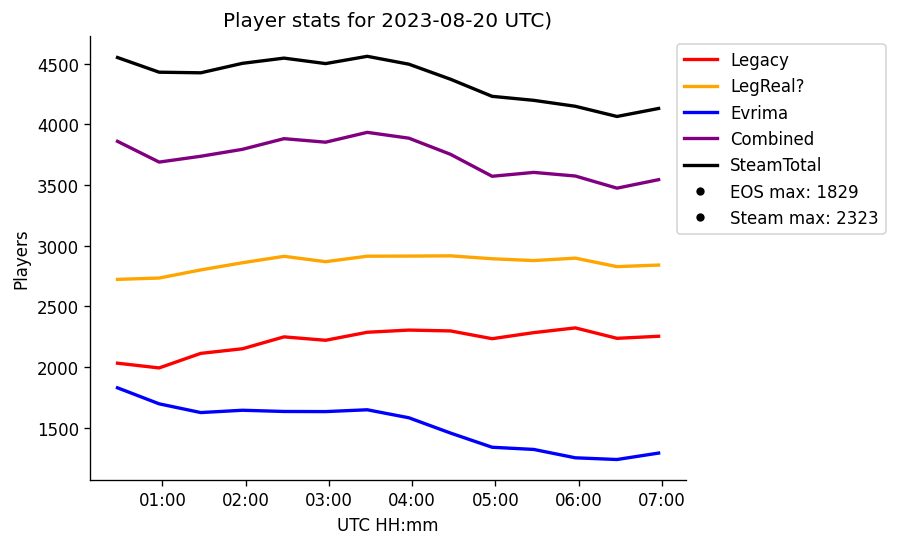 Player stats for 2023-08-20 UTC)
Legacy
LegReal?
Evrima
Combined
SteamTotal
EOS max: 1829
Steam max: 2323
Players
4500
4000
3500
3000
2500
2000
1500
01:00 02:00 03:00 04:00 05:00 06:00 07:00
UTC HH:mm